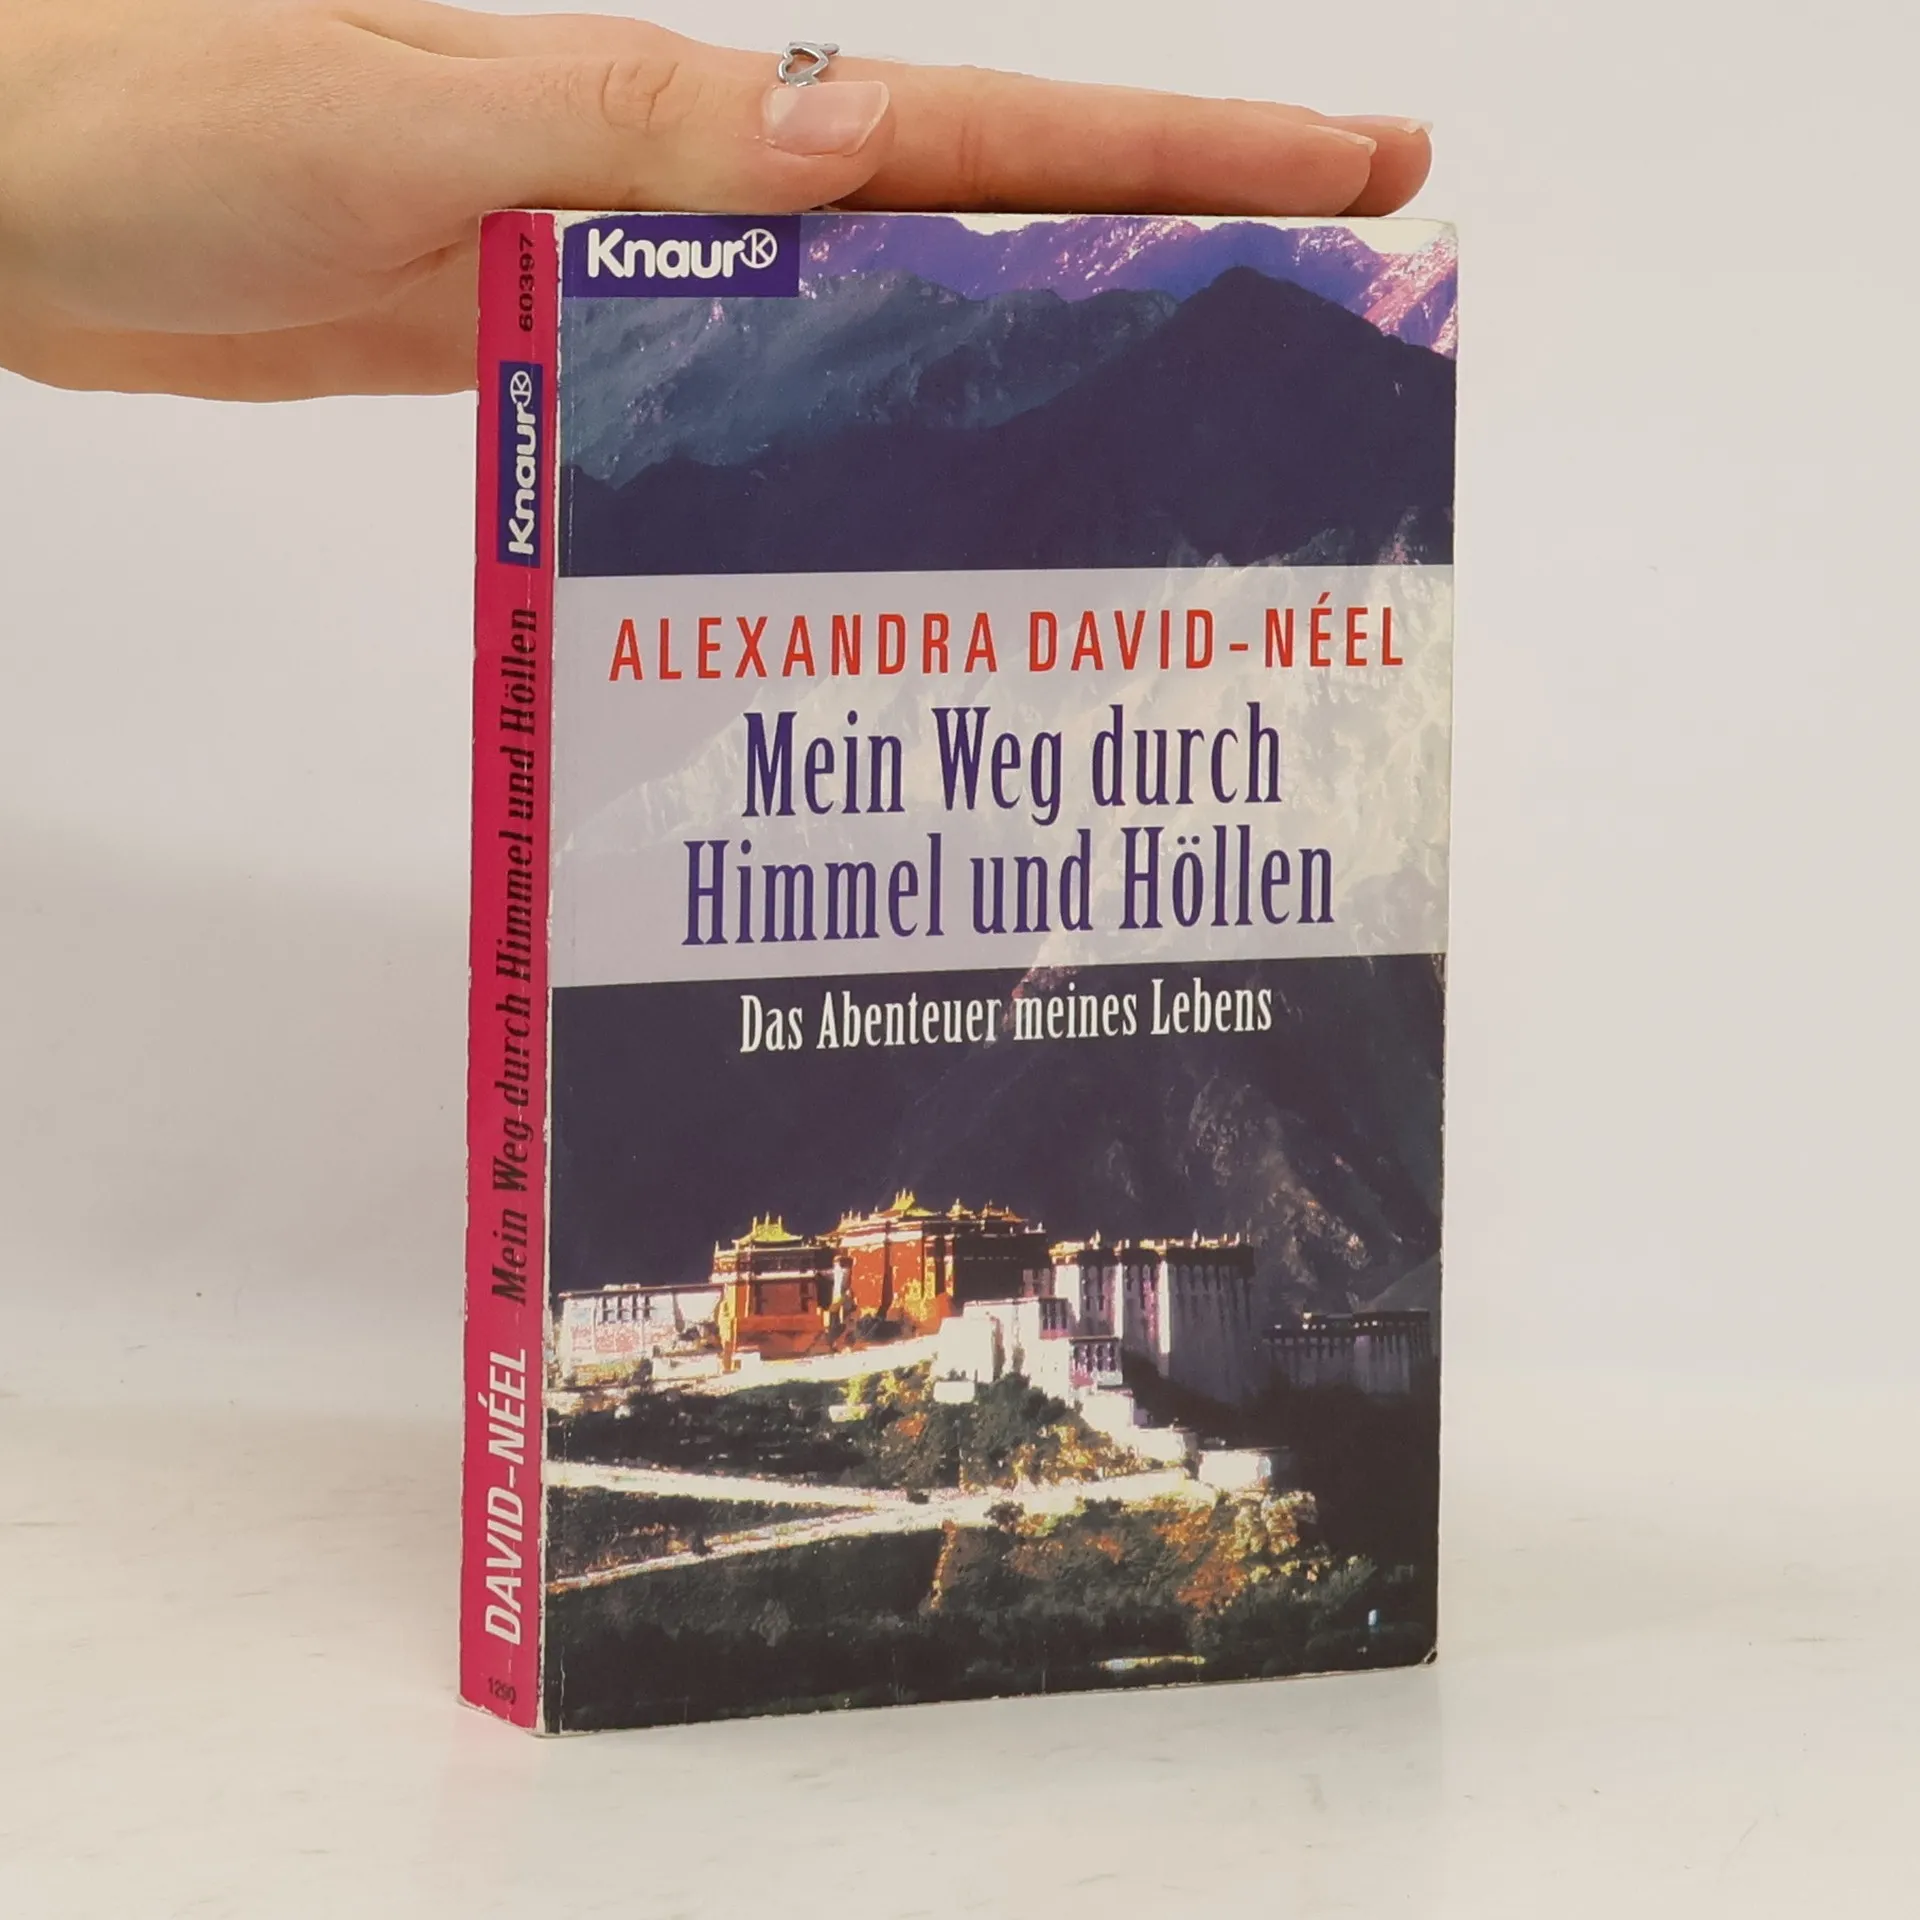 Knaur
ALEXANDRA DAVID-NÉEL
Mein Weg durch
Himmel und Höllen
Das Abenteuer meines Lebens
DAVID-NÉEL Mein Weg durch Himmel und Höllen Knaur 60397
1290